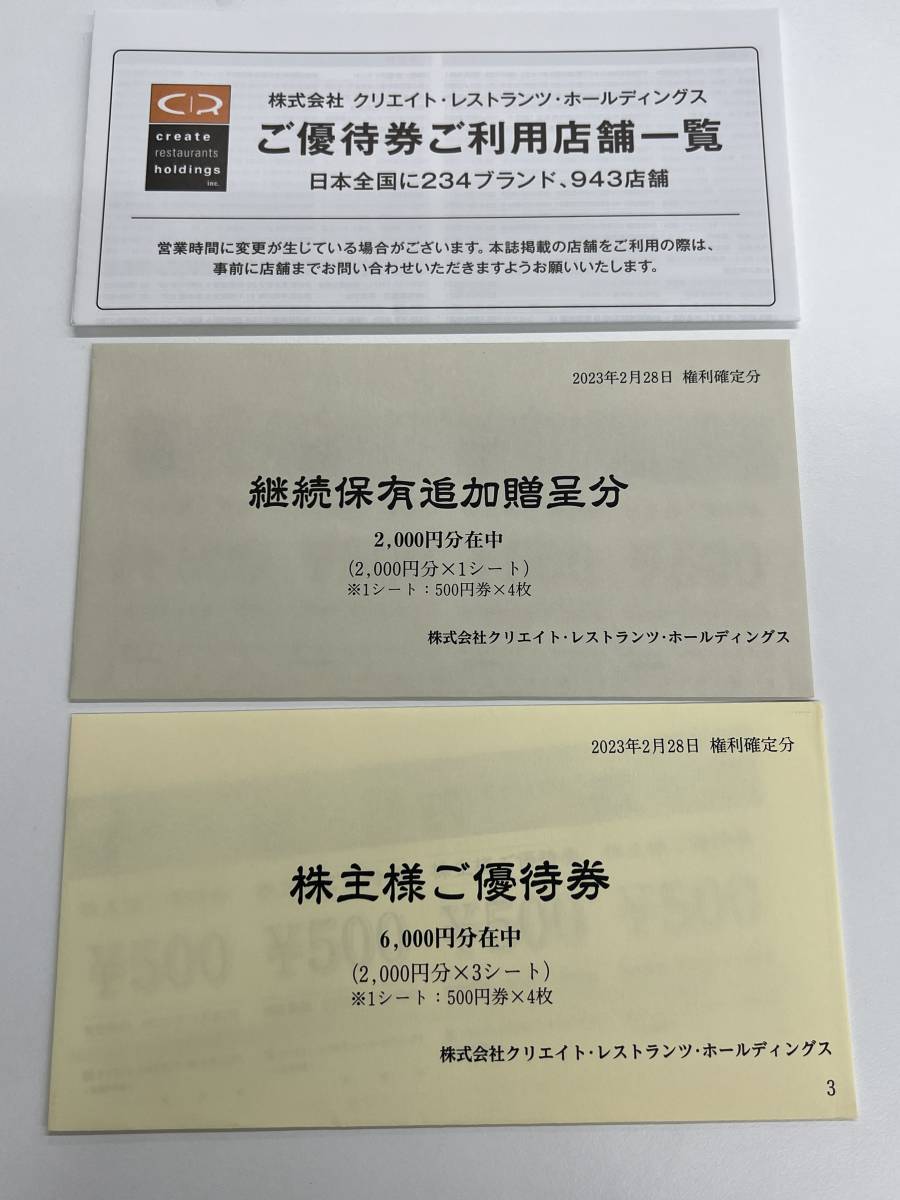 CR
create
restaurants
holdings
inc.
株式会社 クリエイト・レストランツ・ホールディングス
ご優待券ご利用店舗一覧
日本全国に234ブランド、943店舗
営業時間に変更が生じている場合がございます。本誌掲載の店舗をご利用の際は、
事前に店舗までお問い合わせいただきますようお願いいたします。
2023年2月28日 権利確定分
継続保有追加贈呈分
2,000円分在中
(2,000円分×1シート)
※1シート：500円券×4枚
株式会社クリエイト・レストランツ・ホールディングス
2023年2月28日 権利確定分
株主様ご優待券
6,000円分在中
(2,000円分×3シート)
※1シート：500円券×4枚
株式会社クリエイト・レストランツ・ホールディングス
3
¥500 ¥500 ¥500 ¥500